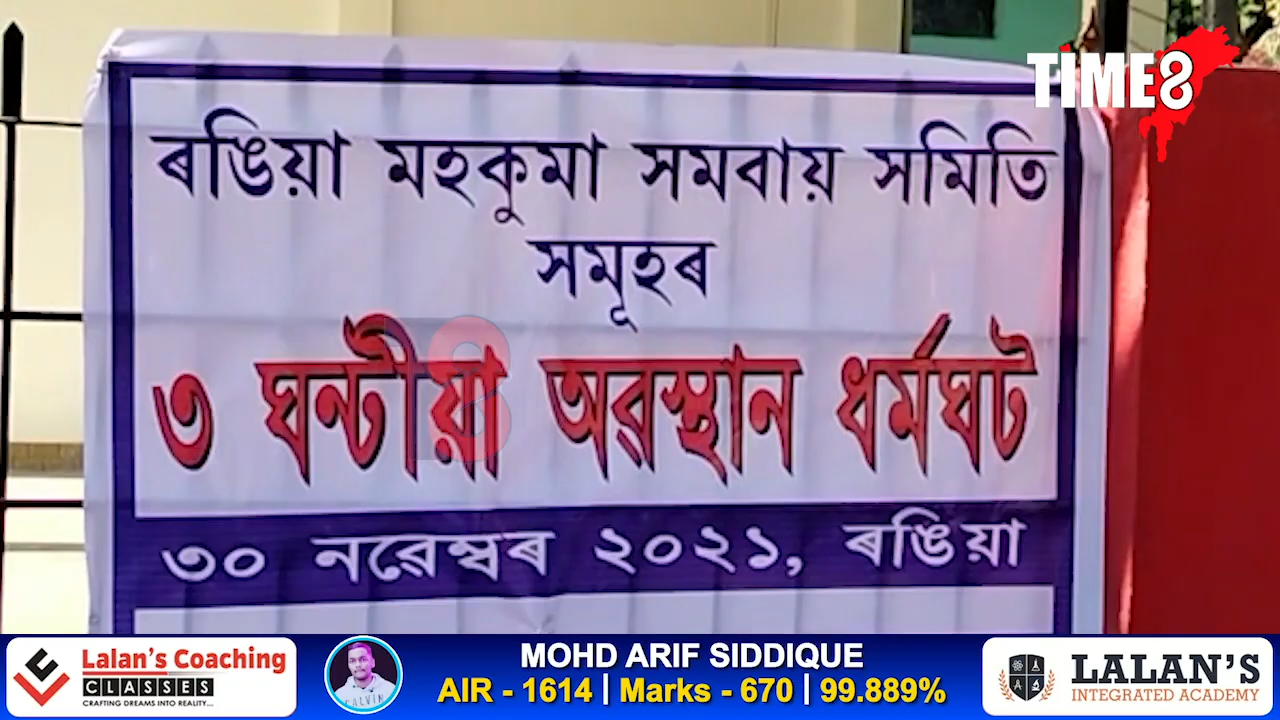 TIME8
ৰঙিয়া মহকুমা সমবায় সমিতি
সমূহৰ
৩ ঘন্টীয়া অৱস্থান ধৰ্মঘট
৩০ নৱেম্বৰ ২০২১, ৰঙিয়া
Lalan's Coaching
CLASSES
CRAFTING DREAMS INTO REALITY...
CALVIN
MOHD ARIF SIDDIQUE
AIR - 1614 | Marks - 670 | 99.889%
LALAN'S
INTEGRATED ACADEMY